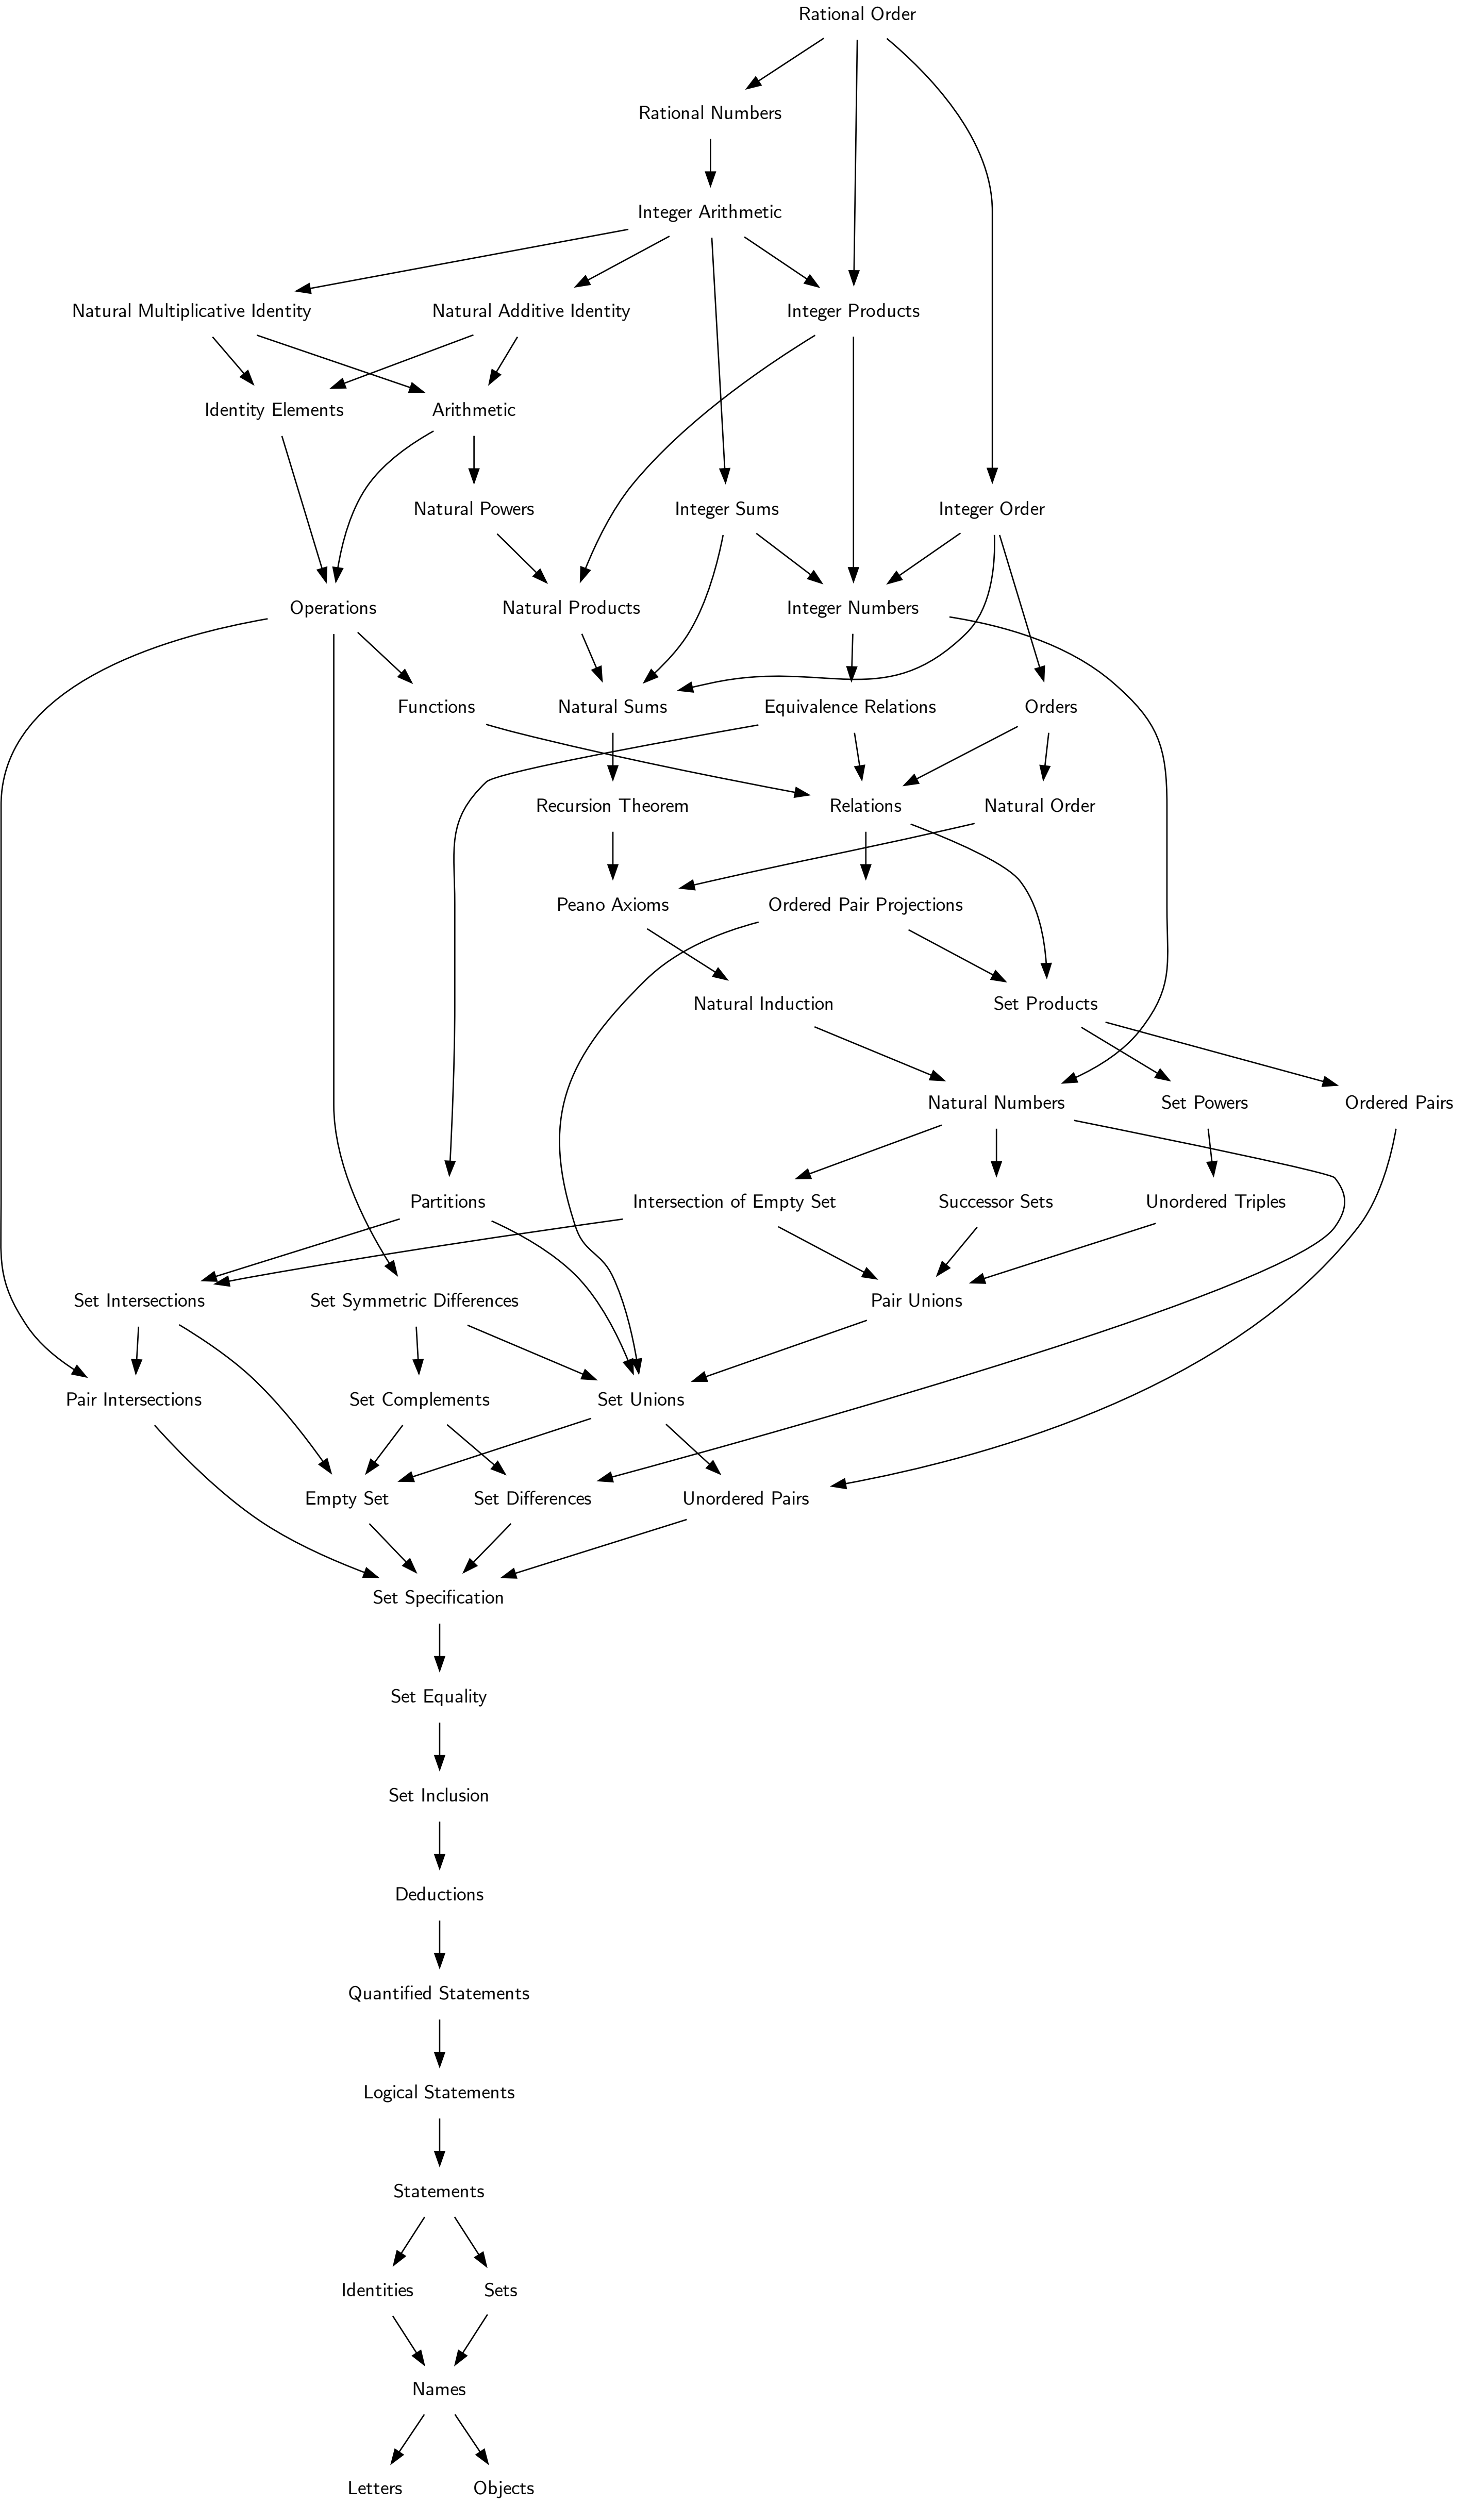 Rational Order
Rational Numbers
Integer Arithmetic
Natural Multiplicative Identity
Natural Additive Identity
Integer Products
Identity Elements
Arithmetic
Natural Powers
Integer Sums
Integer Order
Operations
Natural Products
Integer Numbers
Functions
Natural Sums
Equivalence Relations
Orders
Recursion Theorem
Relations
Natural Order
Peano Axioms
Ordered Pair Projections
Natural Induction
Set Products
Natural Numbers
Set Powers
Ordered Pairs
Partitions
Intersection of Empty Set
Successor Sets
Unordered Triples
Set Intersections
Set Symmetric Differences
Pair Unions
Pair Intersections
Set Complements
Set Unions
Empty Set
Set Differences
Unordered Pairs
Set Specification
Set Equality
Set Inclusion
Deductions
Quantified Statements
Logical Statements
Statements
Identities
Sets
Names
Letters
Objects